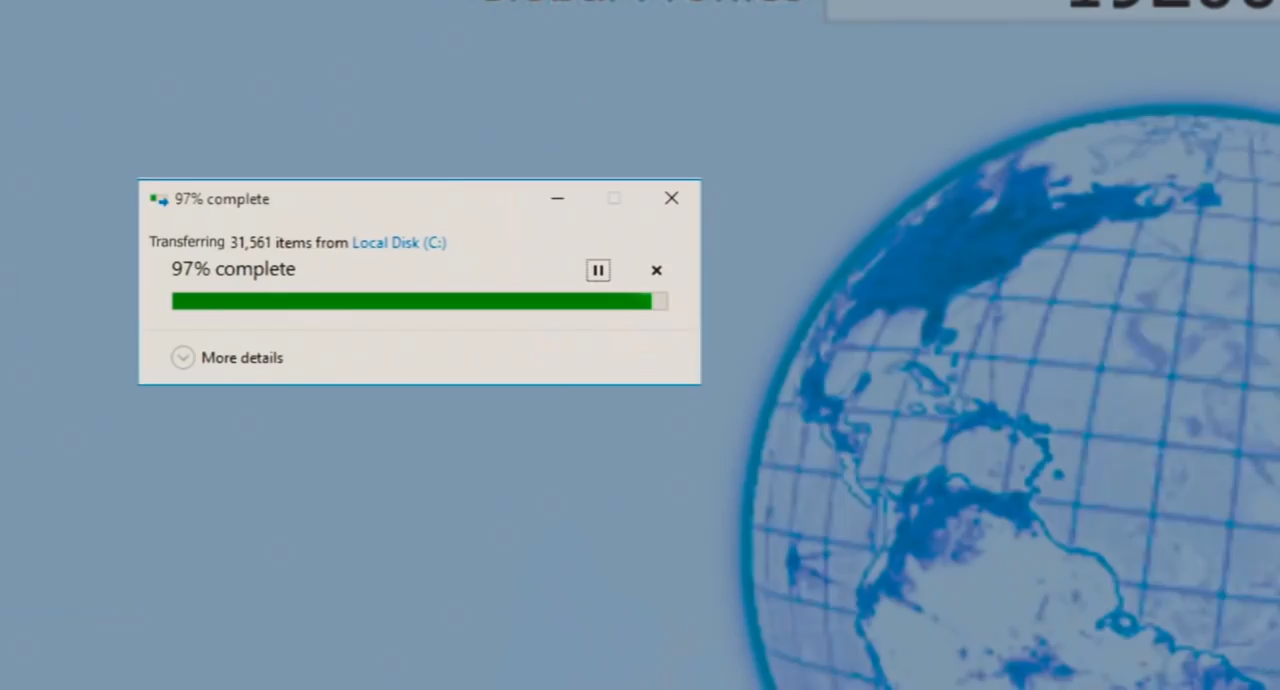 97% complete
Transferring 31,561 items from Local Disk (C:)
97% complete
More details